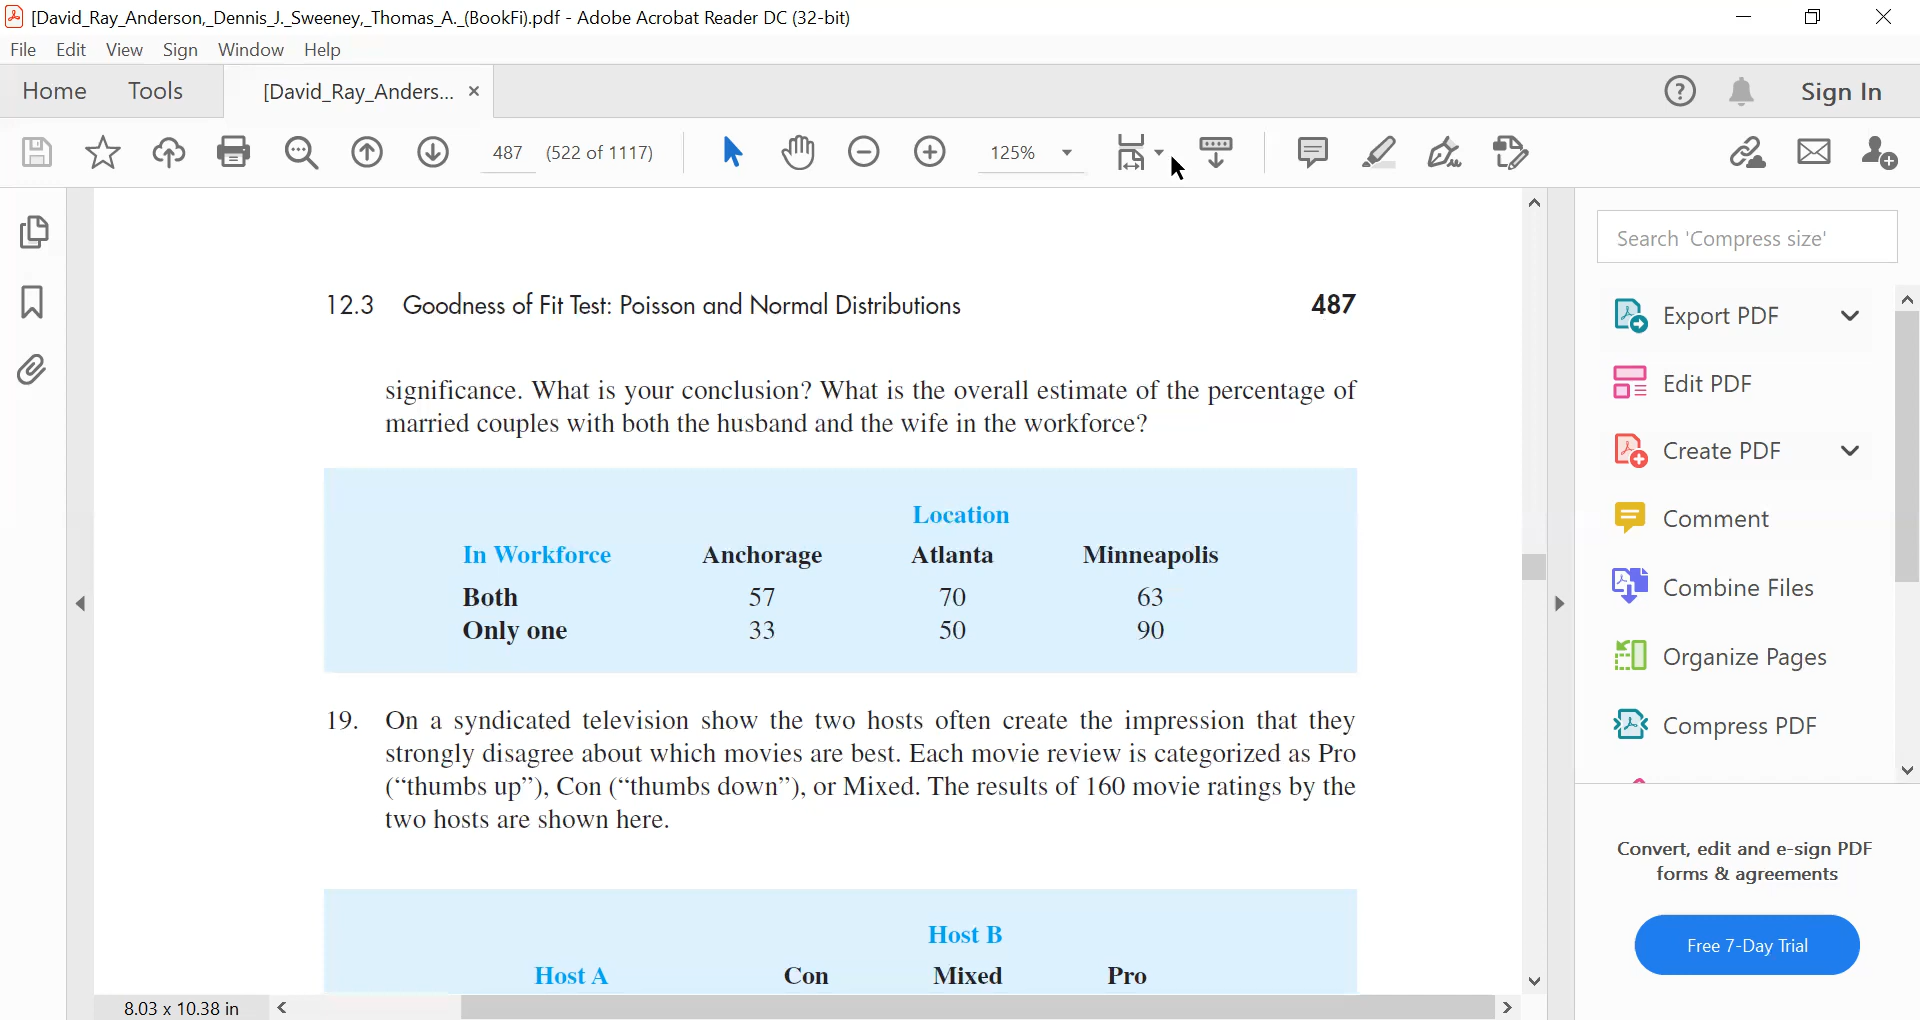 [David_Ray_Anderson,_Dennis_J._Sweeney,_Thomas_A._(BookFi).pdf - Adobe Acrobat Reader DC (32-bit)
File Edit View Sign Window Help
Home Tools [David_Ray_Anders... × Sign In
487 (522 of 1117) 125%
12.3 Goodness of Fit Test: Poisson and Normal Distributions 487
significance. What is your conclusion? What is the overall estimate of the percentage of
married couples with both the husband and the wife in the workforce?
Location
In Workforce Anchorage Atlanta Minneapolis
Both 57 70 63
Only one 33 50 90
19. On a syndicated television show the two hosts often create the impression that they
strongly disagree about which movies are best. Each movie review is categorized as Pro
(“thumbs up”), Con (“thumbs down”), or Mixed. The results of 160 movie ratings by the
two hosts are shown here.
Host B
Host A Con Mixed Pro
8.03 x 10.38 in
Search 'Compress size'
Export PDF
Edit PDF
Create PDF
Comment
Combine Files
Organize Pages
Compress PDF
Convert, edit and e-sign PDF
forms & agreements
Free 7-Day Trial